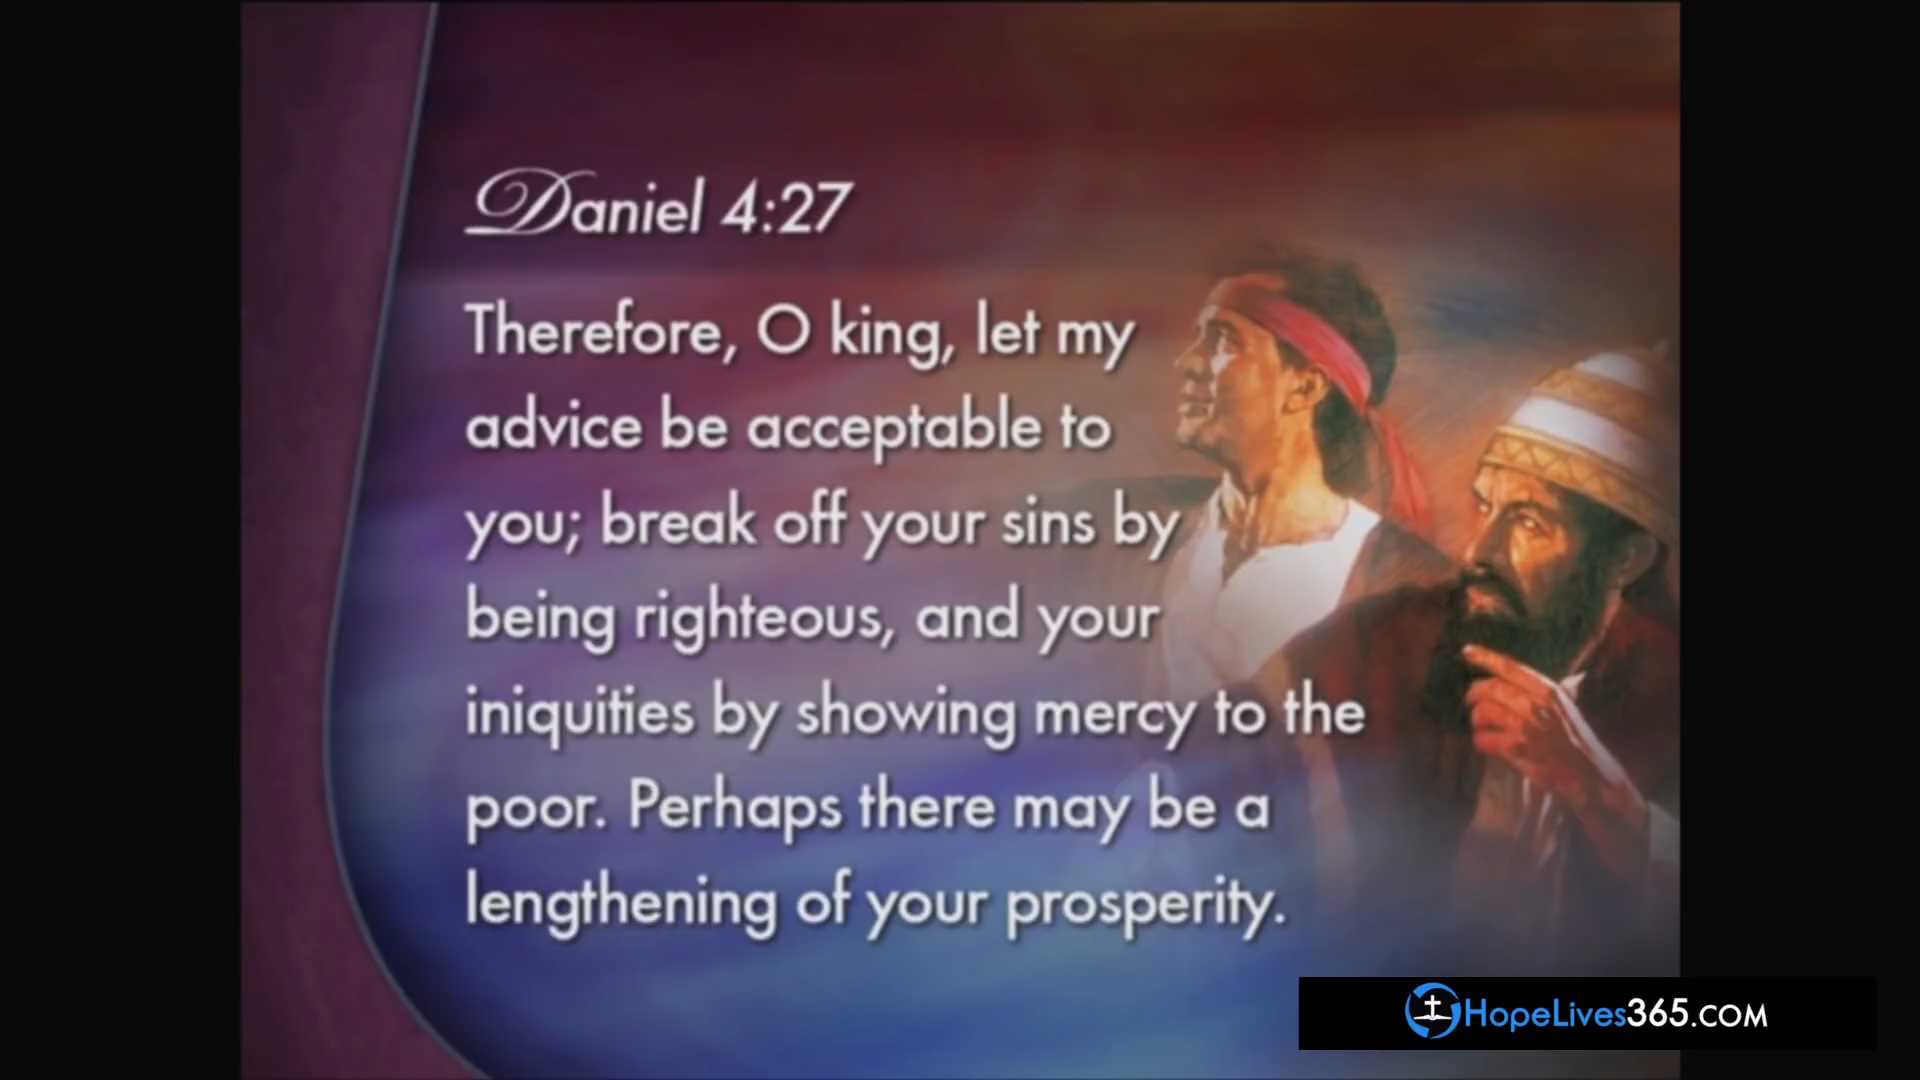 Daniel 4:27
Therefore, O king, let my
advice be acceptable to
you; break off your sins by
being righteous, and your
iniquities by showing mercy to the
poor. Perhaps there may be a
lengthening of your prosperity.
HopeLives365.COM